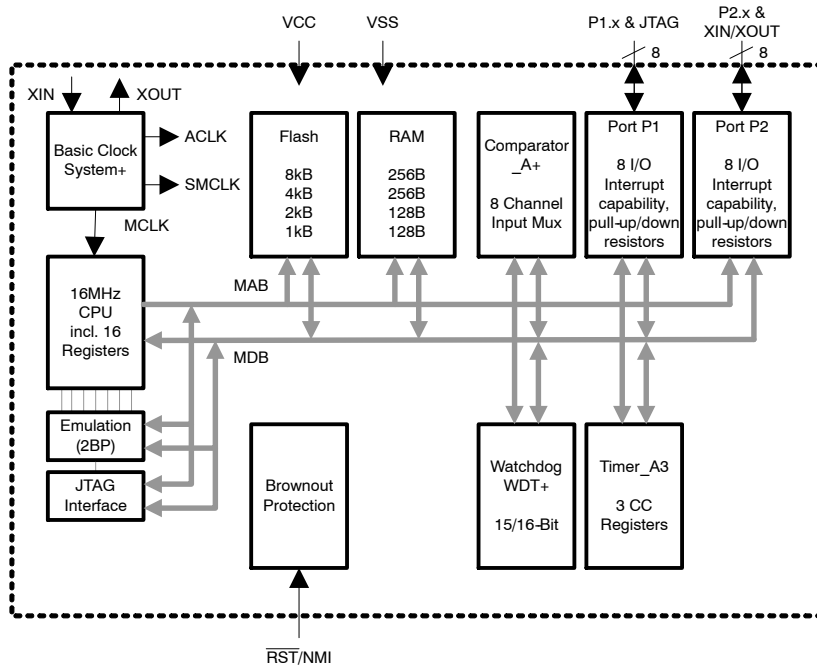 VCC
VSS
P1.x & JTAG
8
P2.x &
XIN/XOUT
8
XIN
XOUT
Basic Clock
System+
ACLK
SMCLK
MCLK
Flash
8kB
4kB
2kB
1kB
RAM
256B
256B
128B
128B
Comparator
_A+
8 Channel
Input Mux
Port P1
8 I/O
Interrupt
capability,
pull-up/down
resistors
Port P2
8 I/O
Interrupt
capability,
pull-up/down
resistors
16MHz
CPU
incl. 16
Registers
MAB
MDB
Emulation
(2BP)
JTAG
Interface
Brownout
Protection
Watchdog
WDT+
15/16-Bit
Timer_A3
3 CC
Registers
RST/NMI